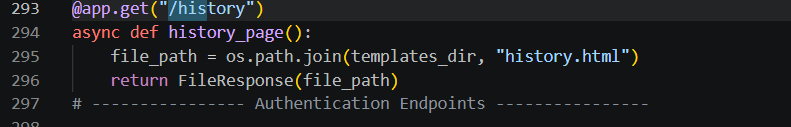 293 @app.get("/history")
294 async def history_page():
295     file_path = os.path.join(templates_dir, "history.html")
296     return FileResponse(file_path)
297 # ---------------- Authentication Endpoints ----------------
298